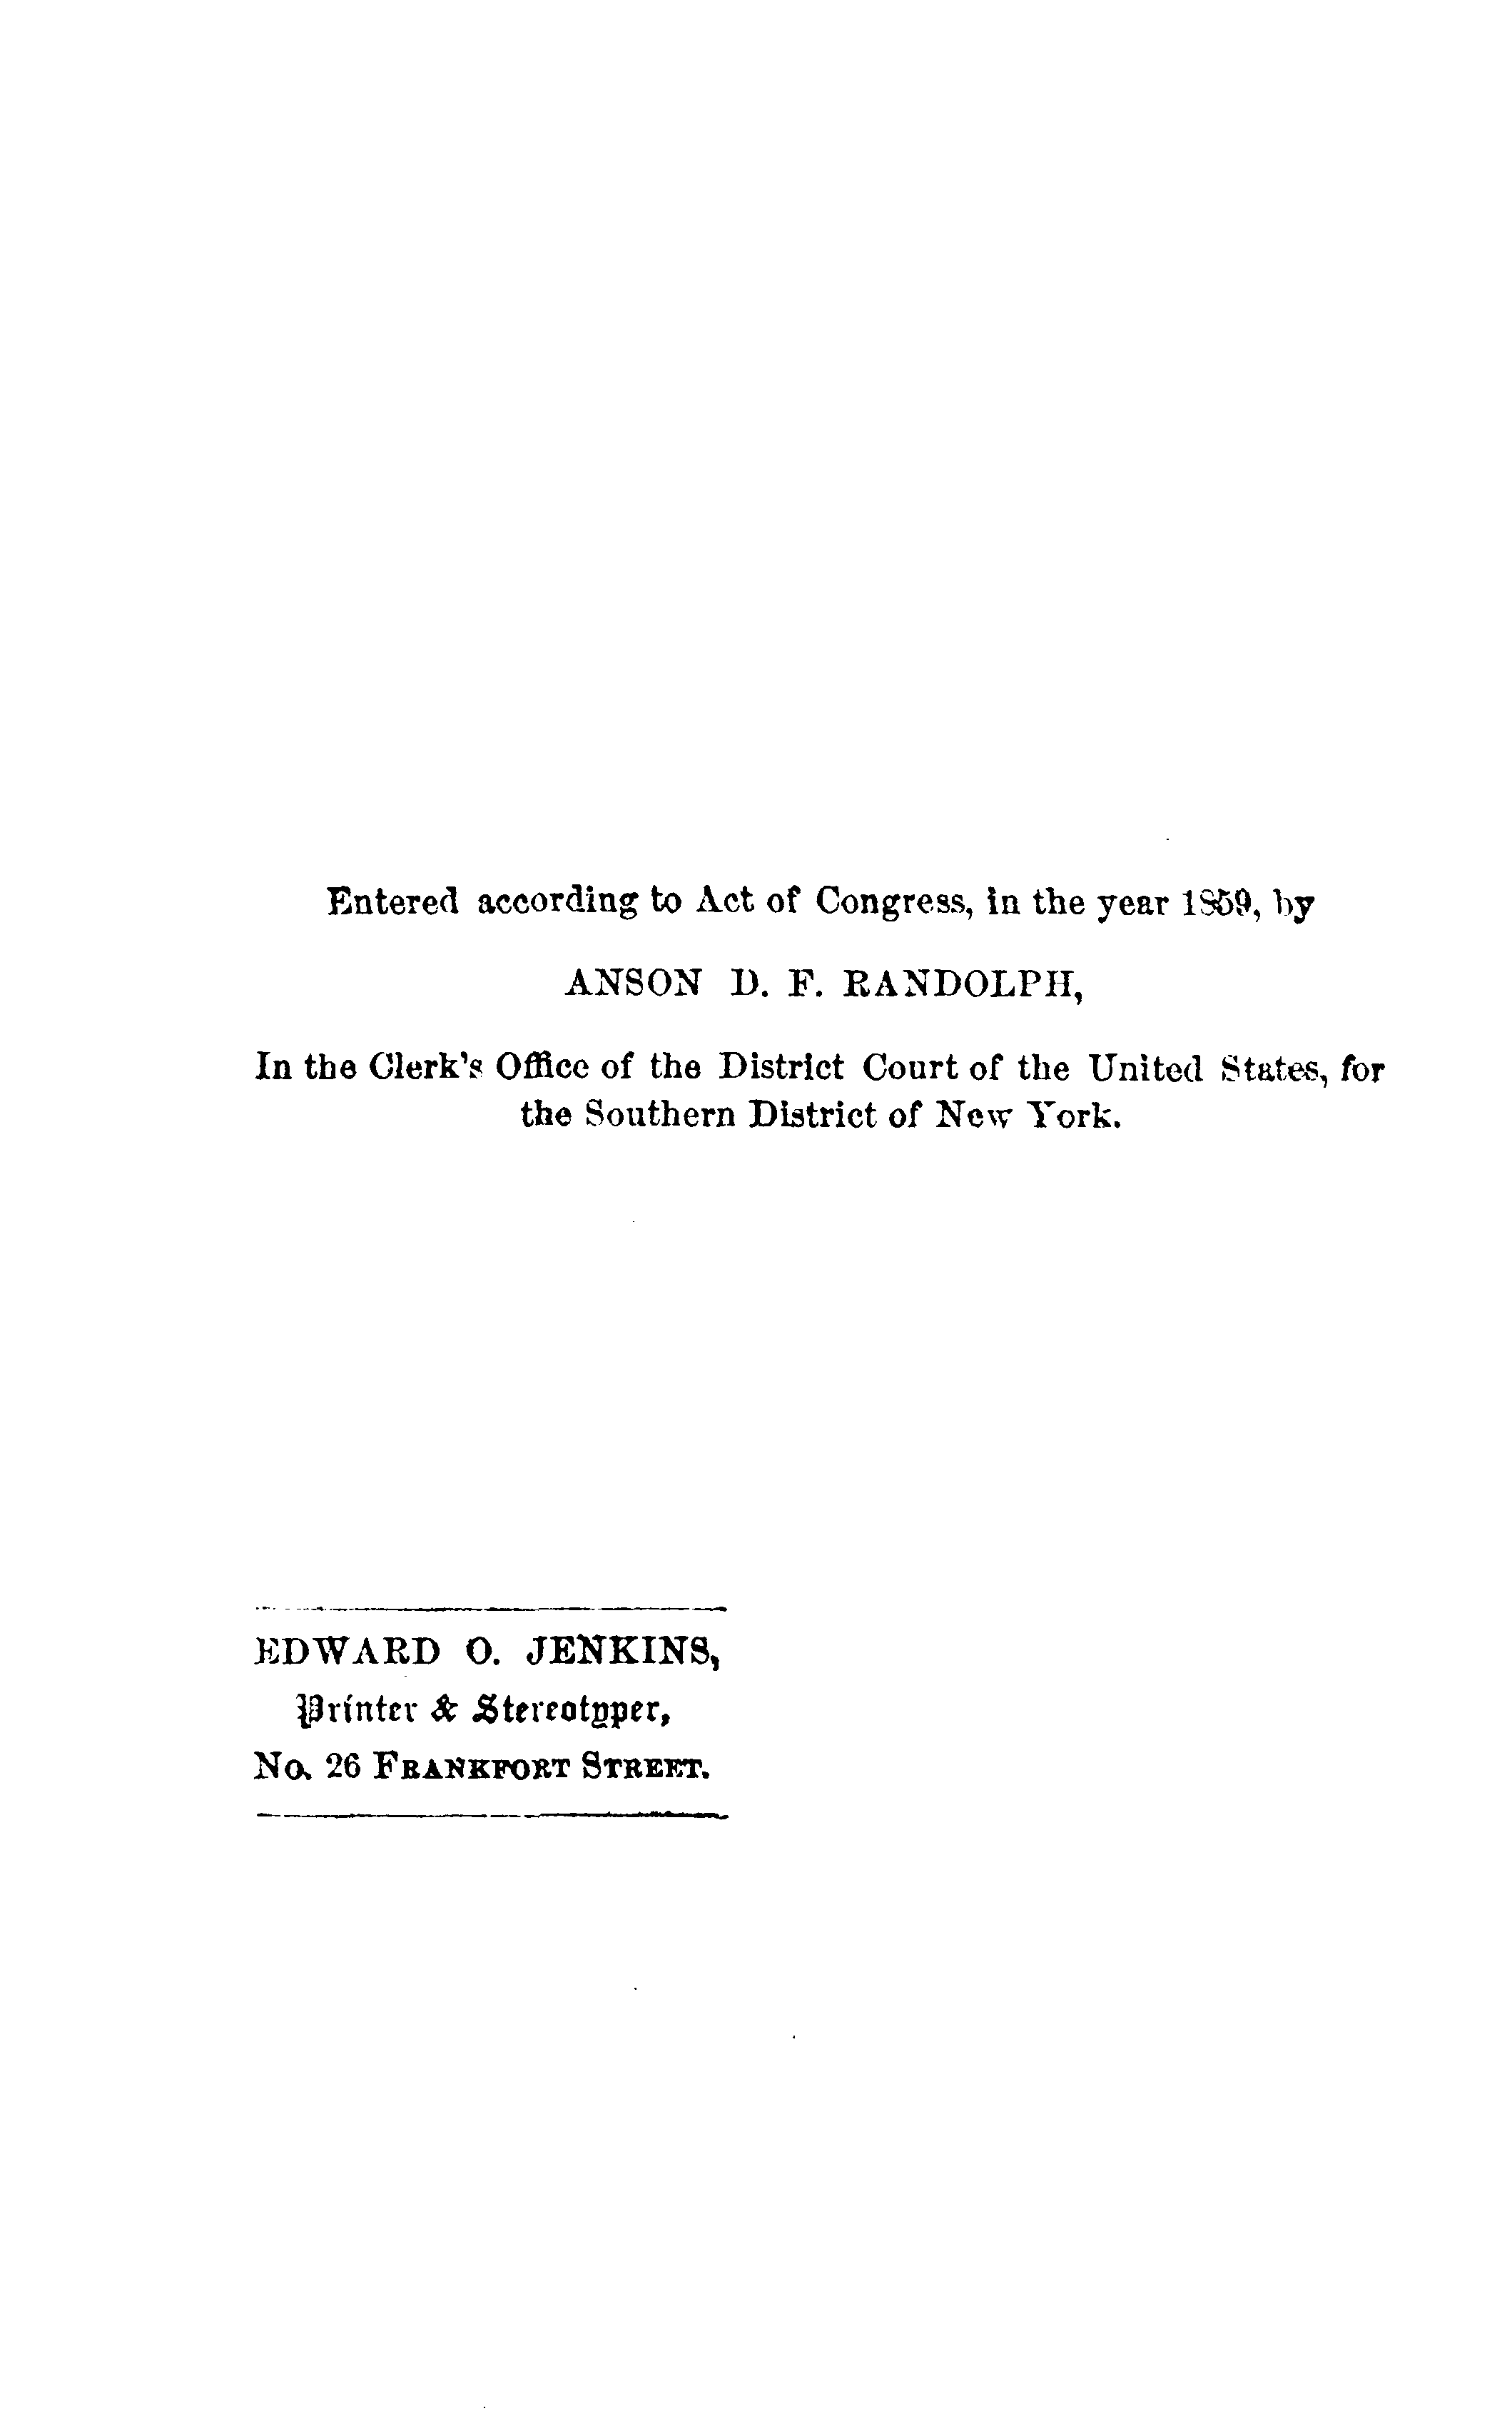 Entered according to Act of Congress, in the year 1859, by
ANSON D. F. RANDOLPH,
In the Clerk's Office of the District Court of the United States, for
the Southern District of New York.
EDWARD O. JENKINS,
Printer & Stereotyper,
No. 26 FRANKFORT STREET.